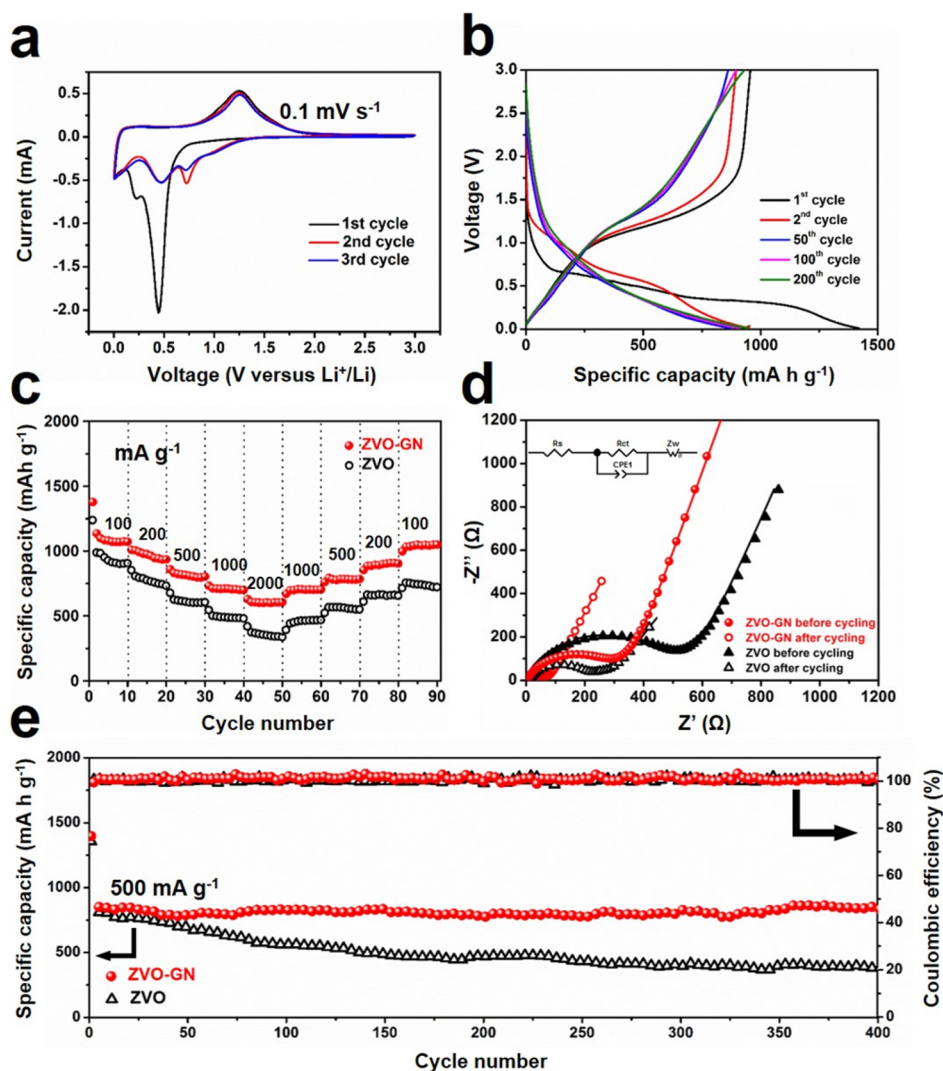 a
0.5
0.0
-0.5
-1.0
-1.5
-2.0
Current (mA)
0.1 mV s⁻¹
1st cycle
2nd cycle
3rd cycle
0.0 0.5 1.0 1.5 2.0 2.5 3.0
Voltage (V versus Li⁺/Li)
b
3.0
2.5
2.0
1.5
1.0
0.5
0.0
Voltage (V)
1ˢᵗ cycle
2ⁿᵈ cycle
50ᵗʰ cycle
100ᵗʰ cycle
200ᵗʰ cycle
0 500 1000 1500
Specific capacity (mA h g⁻¹)
c
2000
1500
1000
500
0
Specific capacity (mAh g⁻¹)
mA g⁻¹
ZVO-GN
ZVO
100 200 500 1000 2000 1000 500 200 100
0 10 20 30 40 50 60 70 80 90
Cycle number
d
1200
1000
800
600
400
200
0
-Z'' (Ω)
Rs Rct Zw
CPE1
ZVO-GN before cycling
ZVO-GN after cycling
ZVO before cycling
ZVO after cycling
0 200 400 600 800 1000 1200
Z' (Ω)
e
2000
1500
1000
500
0
Specific capacity (mA h g⁻¹)
500 mA g⁻¹
ZVO-GN
ZVO
100
80
60
40
20
0
Coulombic efficiency (%)
0 50 100 150 200 250 300 350 400
Cycle number